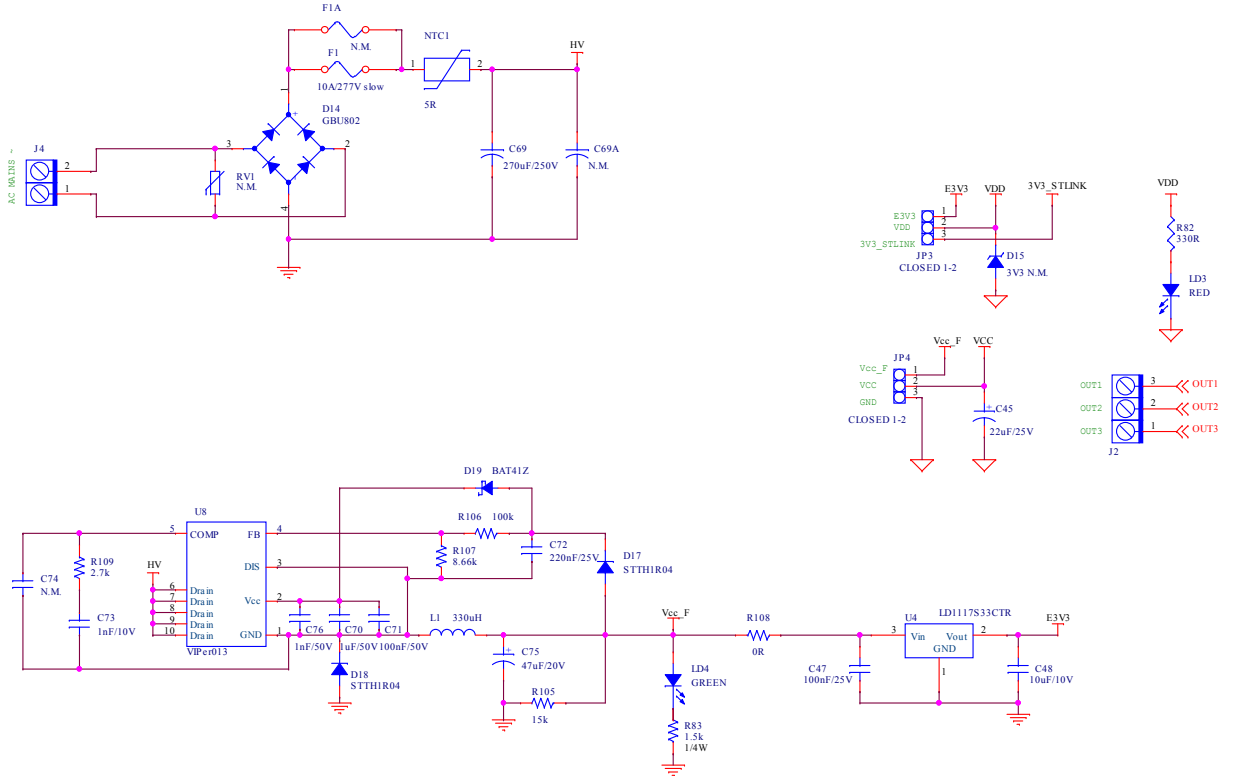 F1A
N.M.
F1
10A/277V slow
NTC1
1
2
5R
HV
1
+
D14
GBU802
3
2
4
J4
2
1
AC MAINS ~
RV1
N.M.
C69
270uF/250V
C69A
N.M.
E3V3
VDD
3V3_STLINK
E3V3
VDD
3V3_STLINK
1
2
3
JP3
CLOSED 1-2
D15
3V3 N.M.
VDD
R82
330R
LD3
RED
Vcc_F
VCC
JP4
Vcc_F
VCC
GND
1
2
3
CLOSED 1-2
+
C45
22uF/25V
OUT1
OUT2
OUT3
3
2
1
OUT1
OUT2
OUT3
J2
D19
BAT41Z
U8
5
COMP
FB
4
R106
100k
R107
8.66k
C72
220nF/25V
D17
STTH1R04
R109
2.7k
C74
N.M.
C73
1nF/10V
HV
DIS
3
6
Drain
7
Drain
8
Drain
9
Drain
10
Drain
Vcc
2
GND
1
VIPer013
C76
1nF/50V
C70
1uF/50V
C71
100nF/50V
L1
330uH
D18
STTH1R04
+
C75
47uF/20V
R105
15k
Vcc_F
LD4
GREEN
R83
1.5k
1/4W
R108
0R
C47
100nF/25V
U4
LD1117S33CTR
3
Vin
Vout
2
GND
1
E3V3
C48
10uF/10V